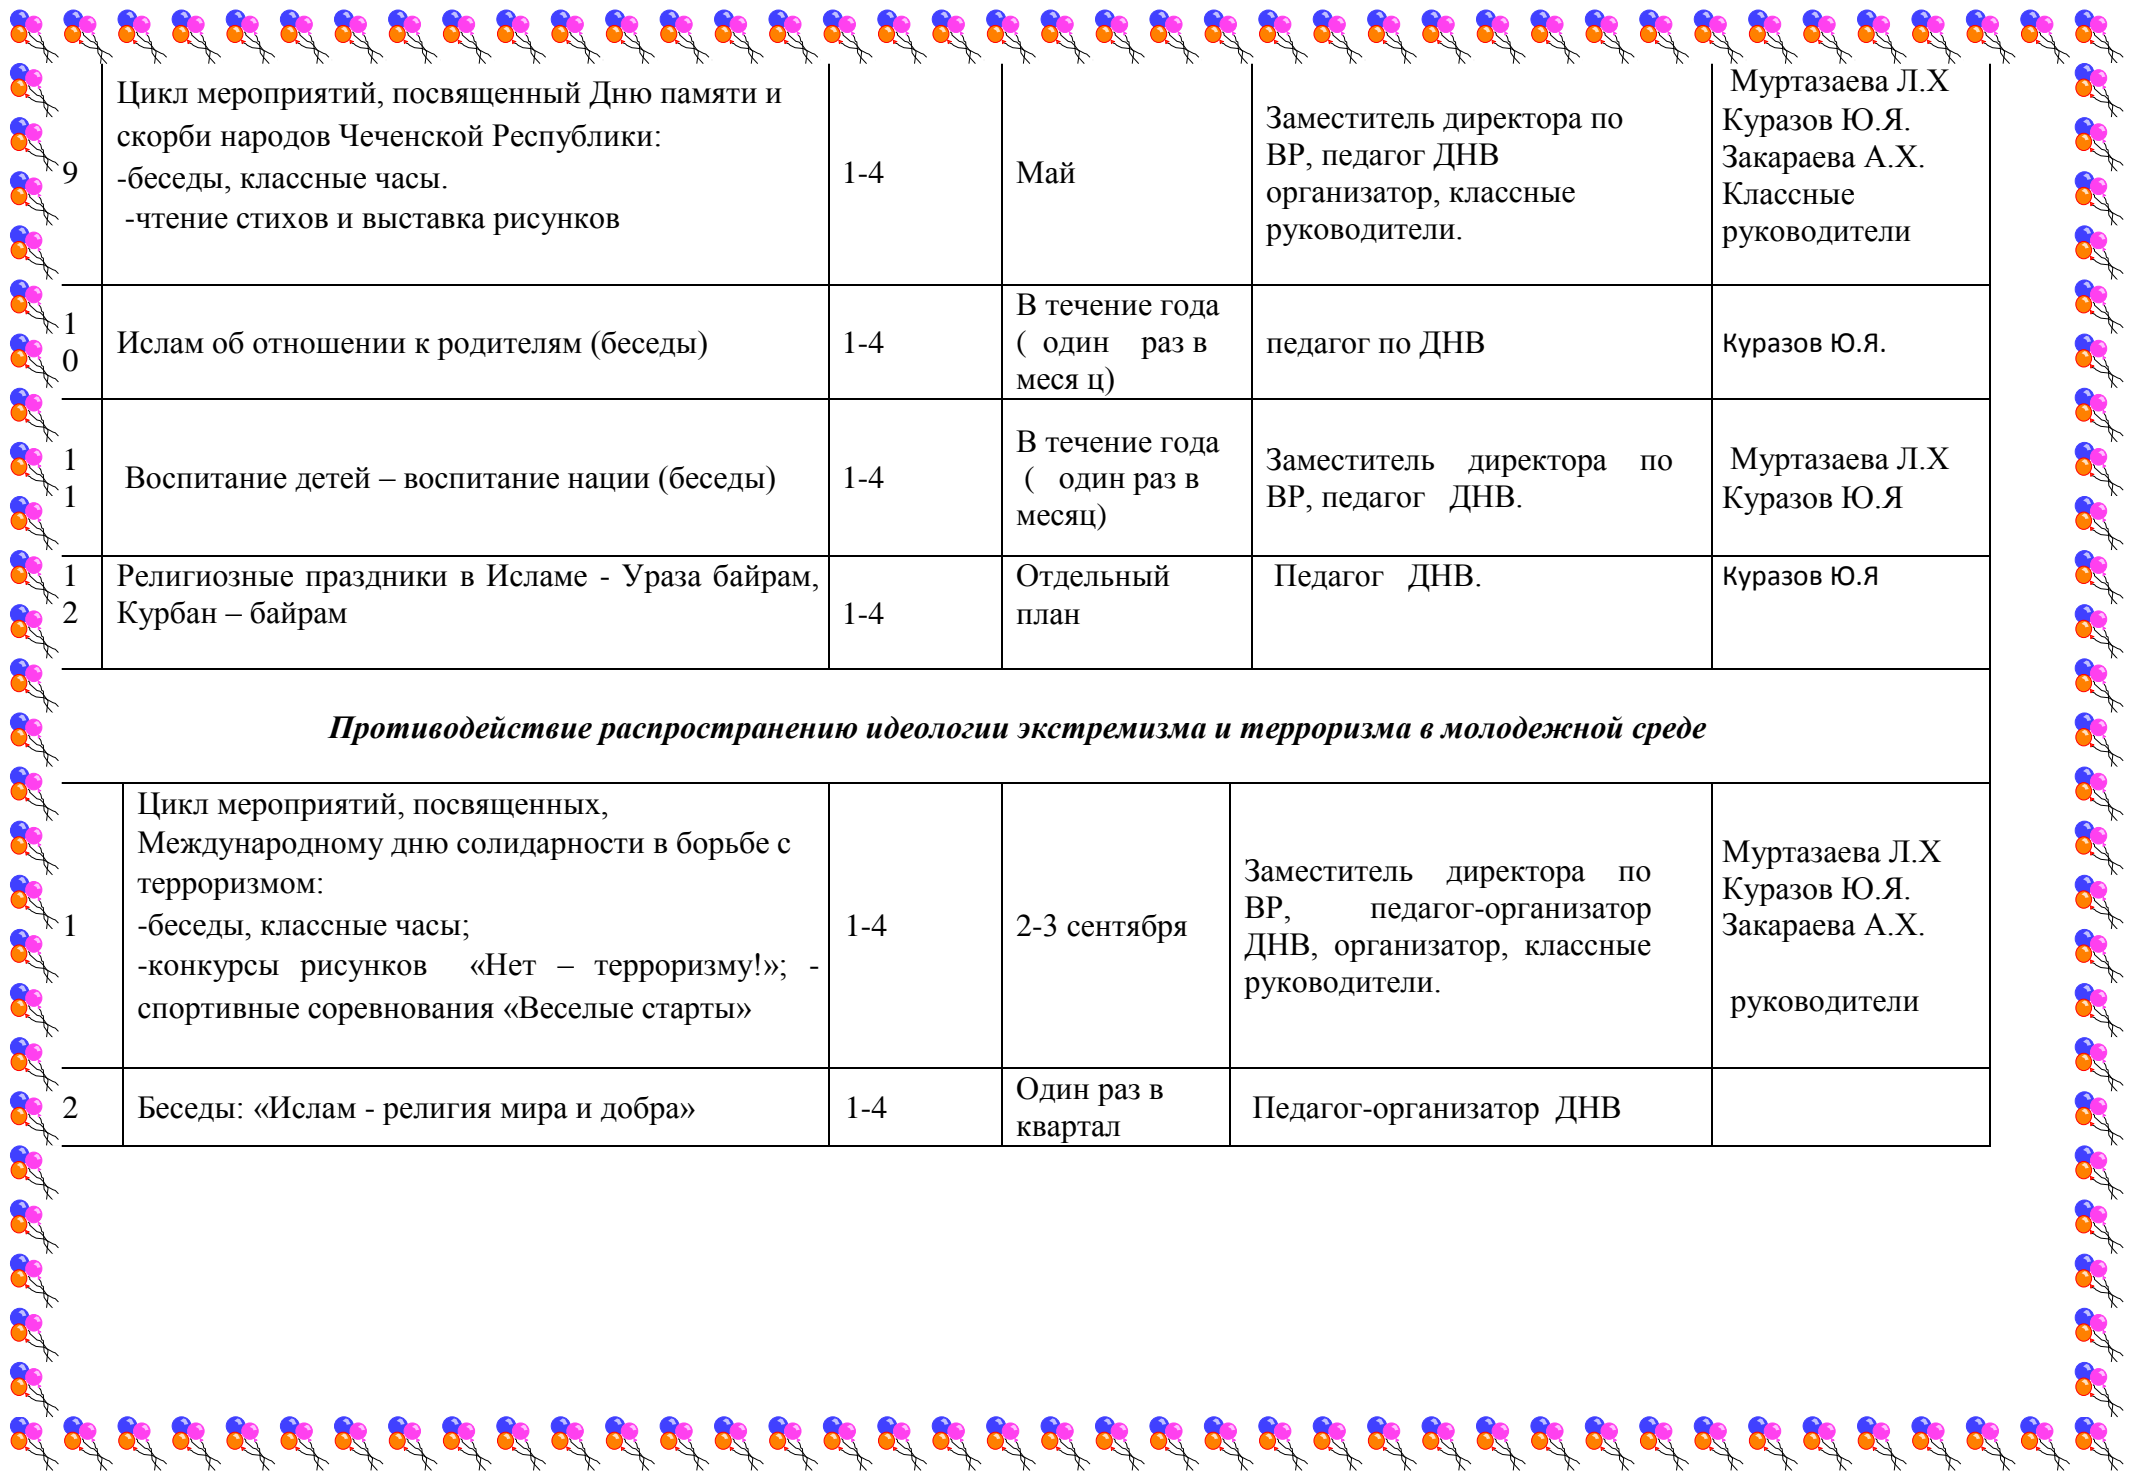 Цикл мероприятий, посвященный Дню памяти и
скорби народов Чеченской Республики:
9
-беседы, классные часы.
-чтение стихов и выставка рисунков
1-4
Май
Заместитель директора по
ВР, педагог ДНВ
организатор, классные
руководители.
Муртазаева Л.Х
Куразов Ю.Я.
Закараева А.Х.
Классные
руководители
1
0
Ислам об отношении к родителям (беседы)
1-4
В течение года
( один раз в
меся ц)
педагог по ДНВ
Куразов Ю.Я.
1
1
Воспитание детей – воспитание нации (беседы)
1-4
В течение года
( один раз в
месяц)
Заместитель директора по
ВР, педагог ДНВ.
Муртазаева Л.Х
Куразов Ю.Я
1
2
Религиозные праздники в Исламе - Ураза байрам,
Курбан – байрам
1-4
Отдельный
план
Педагог ДНВ.
Куразов Ю.Я
Противодействие распространению идеологии экстремизма и терроризма в молодежной среде
1
Цикл мероприятий, посвященных,
Международному дню солидарности в борьбе с
терроризмом:
-беседы, классные часы;
-конкурсы рисунков «Нет – терроризму!»; -
спортивные соревнования «Веселые старты»
1-4
2-3 сентября
Заместитель директора по
ВР, педагог-организатор
ДНВ, организатор, классные
руководители.
Муртазаева Л.Х
Куразов Ю.Я.
Закараева А.Х.
руководители
2
Беседы: «Ислам - религия мира и добра»
1-4
Один раз в
квартал
Педагог-организатор ДНВ